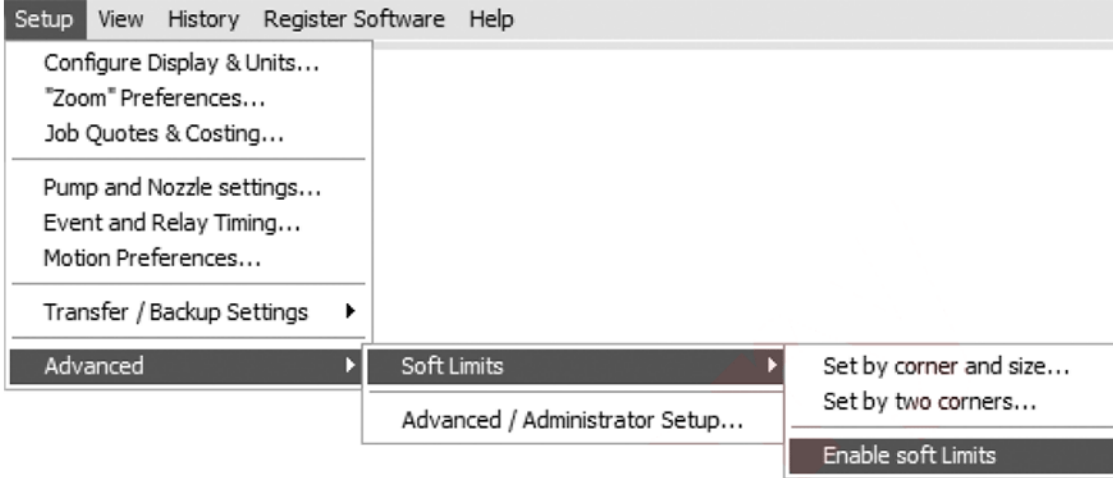 Setup View History Register Software Help
Configure Display & Units...
"Zoom" Preferences...
Job Quotes & Costing...
Pump and Nozzle settings...
Event and Relay Timing...
Motion Preferences...
Transfer / Backup Settings
Advanced
Soft Limits
Advanced / Administrator Setup...
Set by corner and size...
Set by two corners...
Enable soft Limits